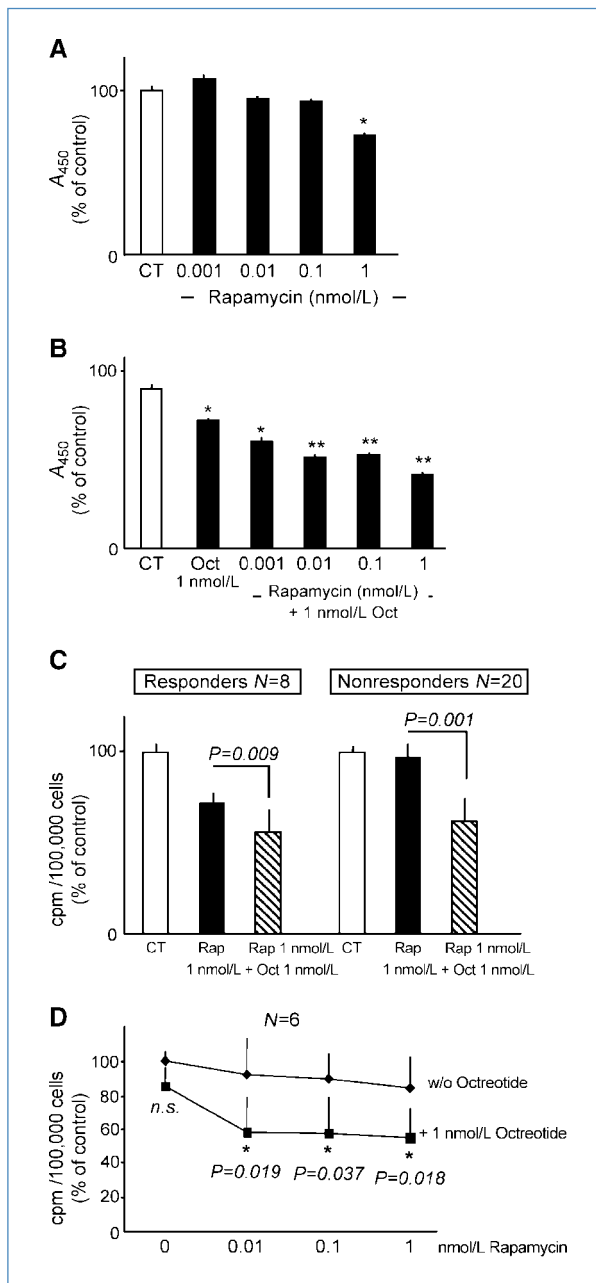 A
A450
(% of control)
100
0
*
CT 0.001 0.01 0.1 1
– Rapamycin (nmol/L) –
B
A450
(% of control)
100
0
* * ** ** **
CT Oct 0.001 0.01 0.1 1
1 nmol/L
– Rapamycin (nmol/L) -
+ 1 nmol/L Oct
C
Responders N=8 Nonresponders N=20
P=0.009 P=0.001
cpm /100,000 cells
(% of control)
100
0
CT Rap Rap 1 nmol/L CT Rap Rap 1 nmol/L
1 nmol/L + Oct 1 nmol/L 1 nmol/L + Oct 1 nmol/L
D
N=6
cpm/100,000 cells
(% of control)
100
80
60
40
20
0
w/o Octreotide
+ 1 nmol/L Octreotide
n.s.
* * *
P=0.019 P=0.037 P=0.018
0 0.01 0.1 1 nmol/L Rapamycin